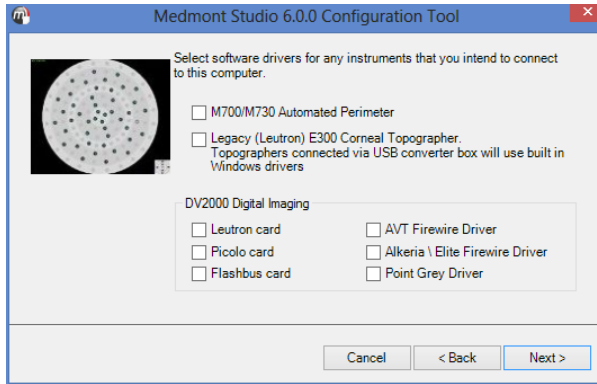 Medmont Studio 6.0.0 Configuration Tool
Select software drivers for any instruments that you intend to connect
to this computer.
M700/M730 Automated Perimeter
Legacy (Leutron) E300 Corneal Topographer.
Topographers connected via USB converter box will use built in
Windows drivers
DV2000 Digital Imaging
Leutron card
AVT Firewire Driver
Picolo card
Alkeria \ Elite Firewire Driver
Flashbus card
Point Grey Driver
Cancel
< Back
Next >